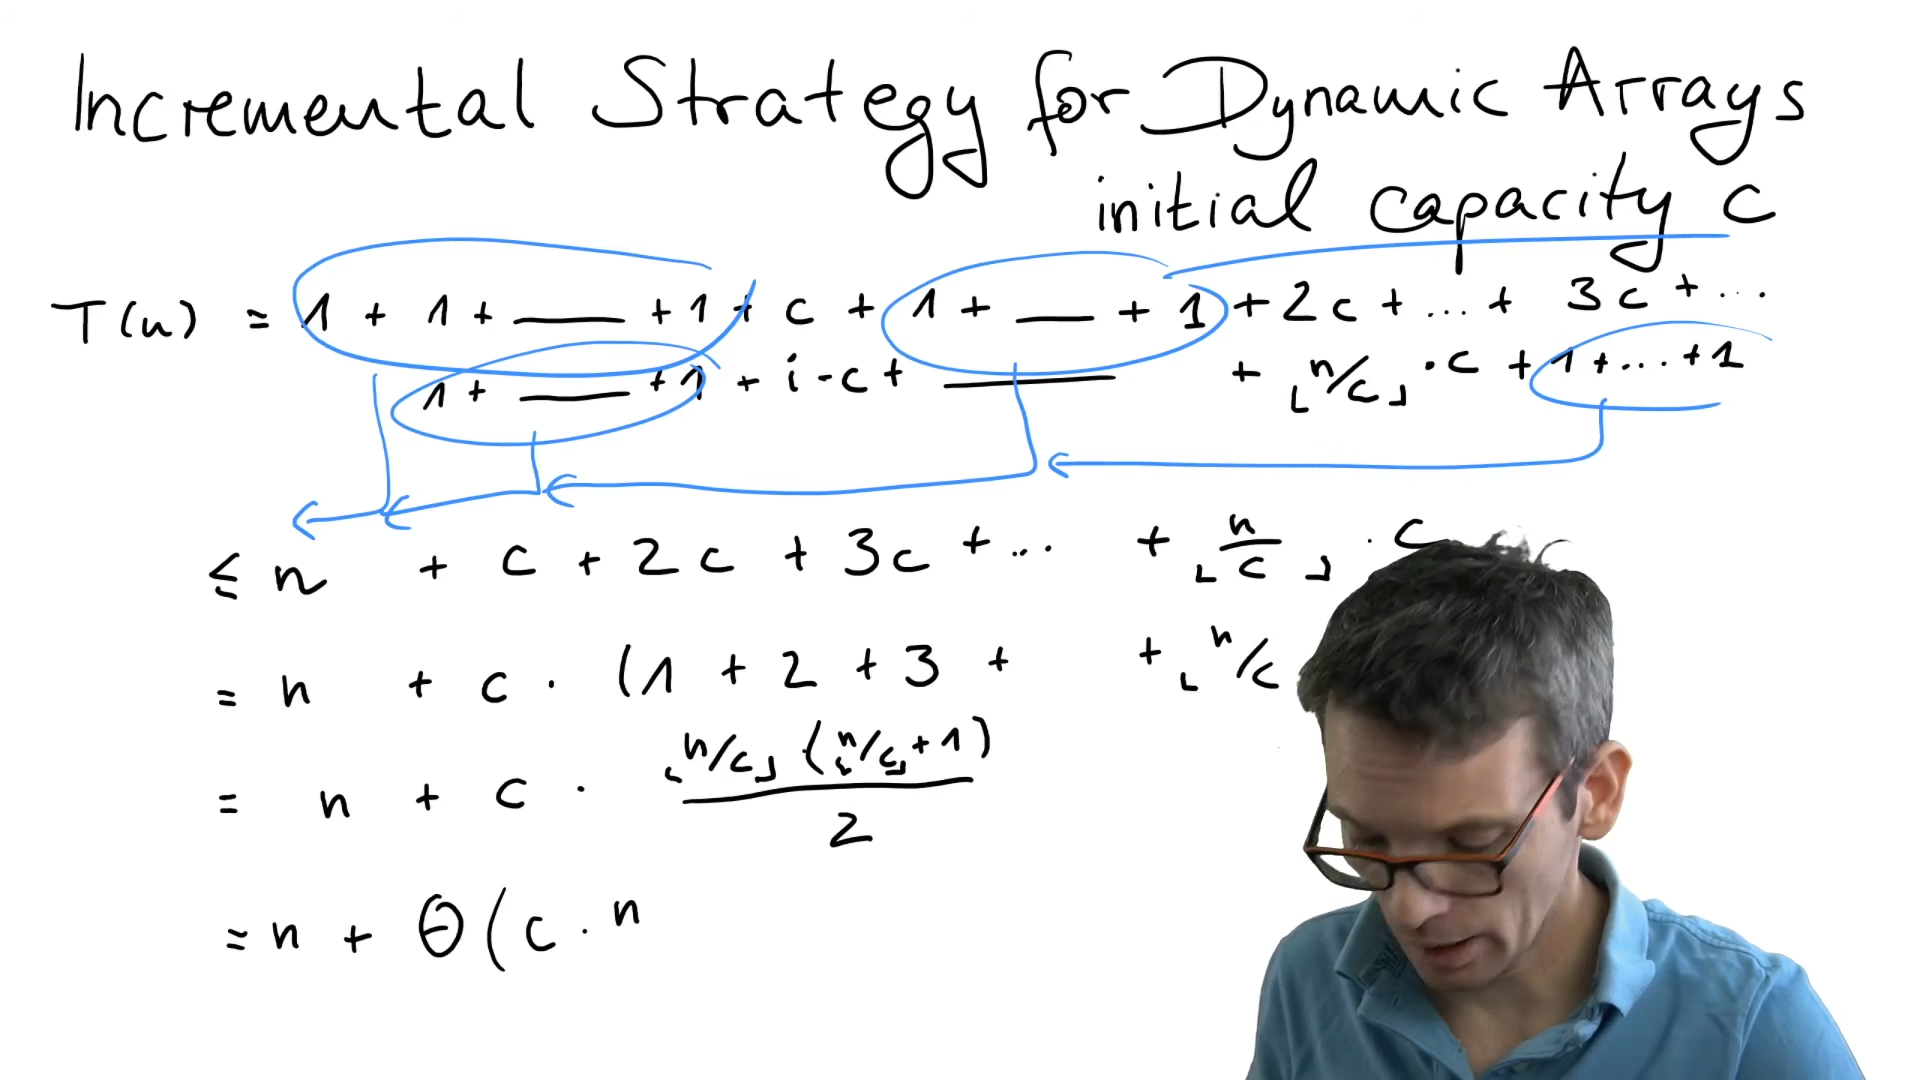 Incremental Strategy for Dynamic Arrays
initial capacity c
T(n) = 1 + 1 + ___ + 1 + c + 1 + ___ + 1 + 2c + ... + 3c + ...
1 + ___ + 1 + i · c + ___ + ⌊n/c⌋ · c + 1 + ... + 1
≤ n + c + 2c + 3c + ... + ⌊n/c⌋ · c
= n + c · (1 + 2 + 3 + + ⌊n/c
= n + c · ⌊n/c⌋ (⌊n/c⌋ + 1) / 2
= n + Θ(c · n